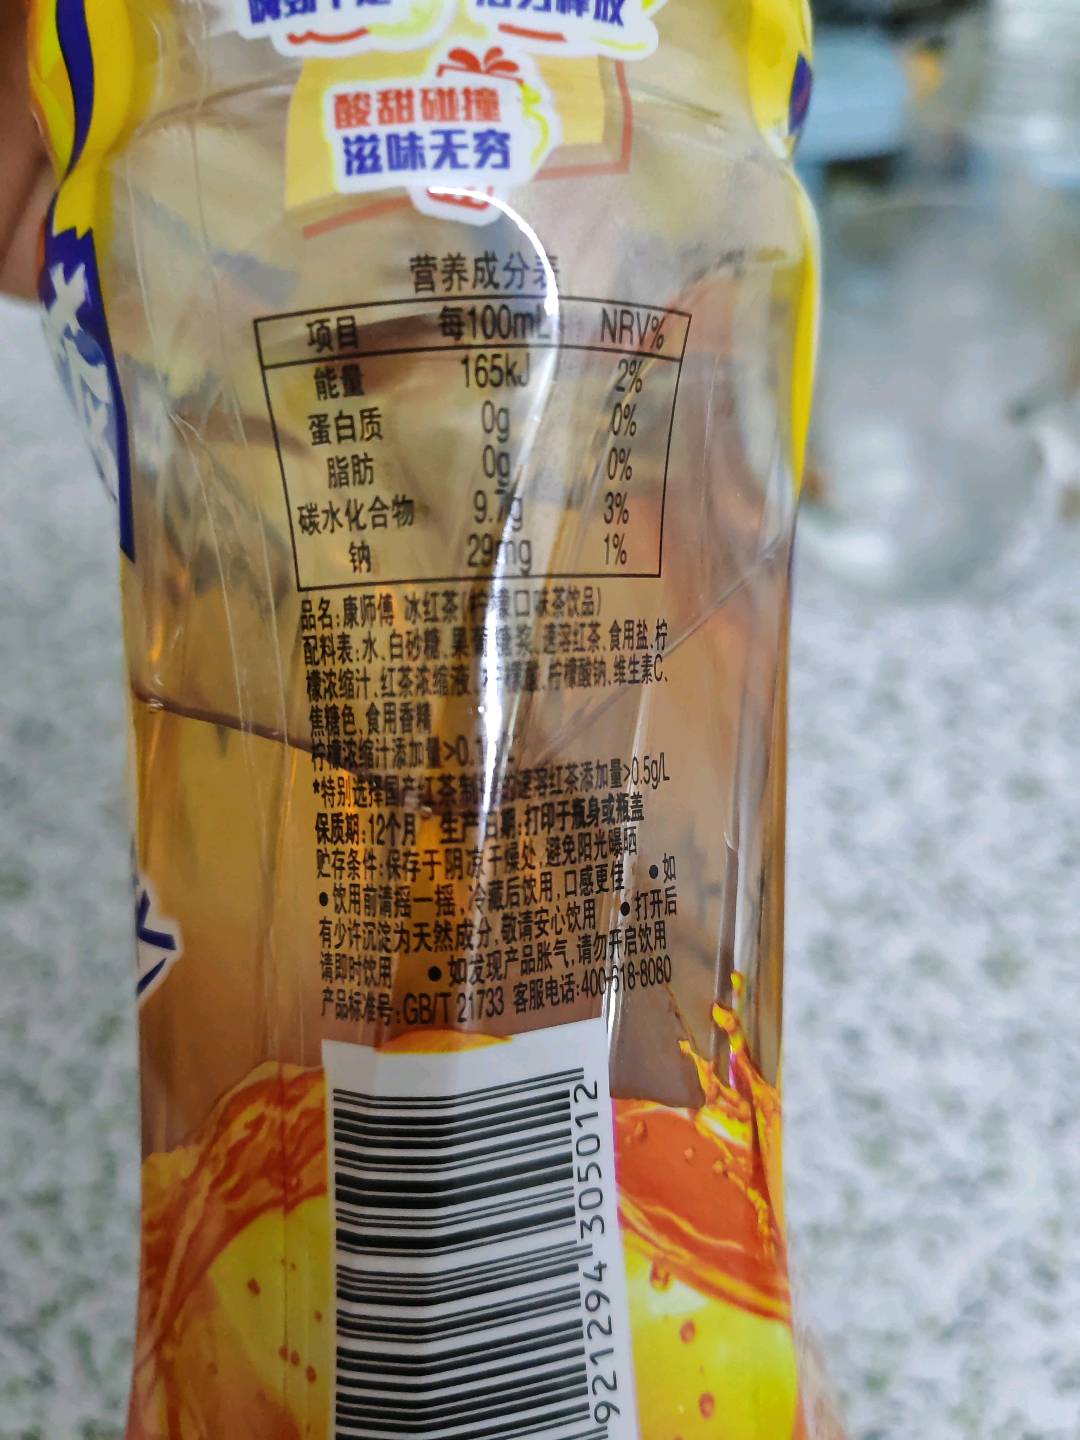 酸甜碰撞
滋味无穷
营养成分表
项目 每100mL NRV%
能量 165kJ 2%
蛋白质 0g 0%
脂肪 0g 0%
碳水化合物 9.7g 3%
钠 29mg 1%
品名:康师傅 冰红茶(柠檬口味茶饮品)
配料表:水、白砂糖、果葡糖浆、速溶红茶、食用盐、柠
檬浓缩汁、红茶浓缩液、柠檬酸、柠檬酸钠、维生素C、
焦糖色、食用香精
柠檬浓缩汁添加量>0.
*特别选择国产红茶制 的速溶红茶添加量>0.5g/L
保质期:12个月 生产日期:打印于瓶身或瓶盖
贮存条件:保存于阴凉干燥处,避免阳光曝晒
●饮用前请摇一摇,冷藏后饮用,口感更佳 ●如
有少许沉淀为天然成分,敬请安心饮用 ●打开后
请即时饮用 ●如发现产品胀气,请勿开启饮用
产品标准号:GB/T 21733 客服电话:400-618-8080
921294 305012